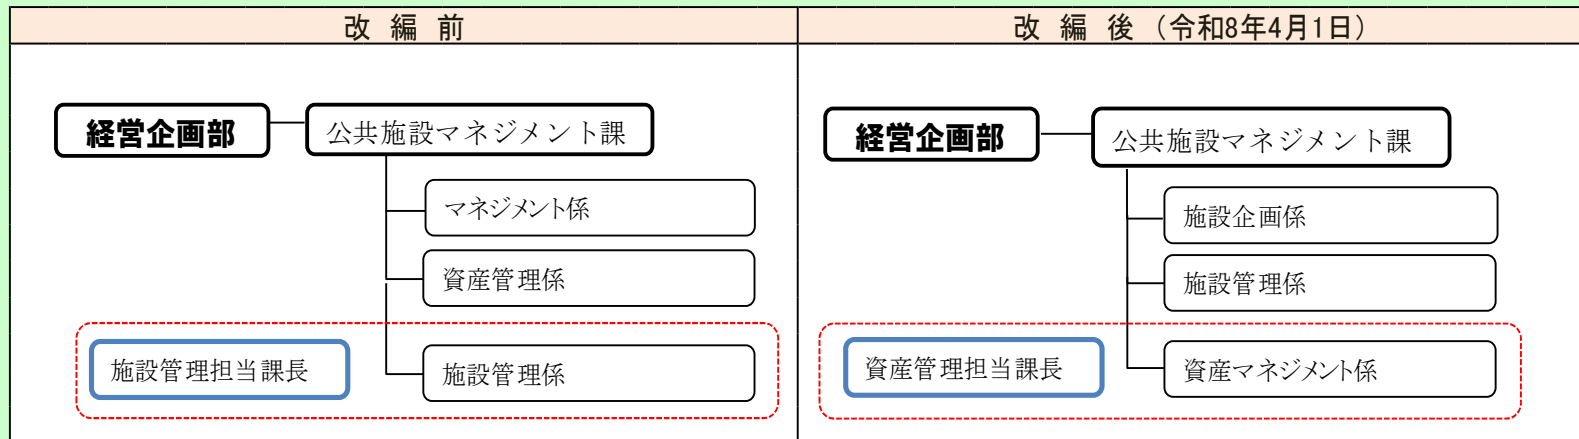 改 編 前
経営企画部
公共施設マネジメント課
マネジメント係
資産管理係
施設管理担当課長
施設管理係
改 編 後（令和8年4月1日）
経営企画部
公共施設マネジメント課
施設企画係
施設管理係
資産管理担当課長
資産マネジメント係